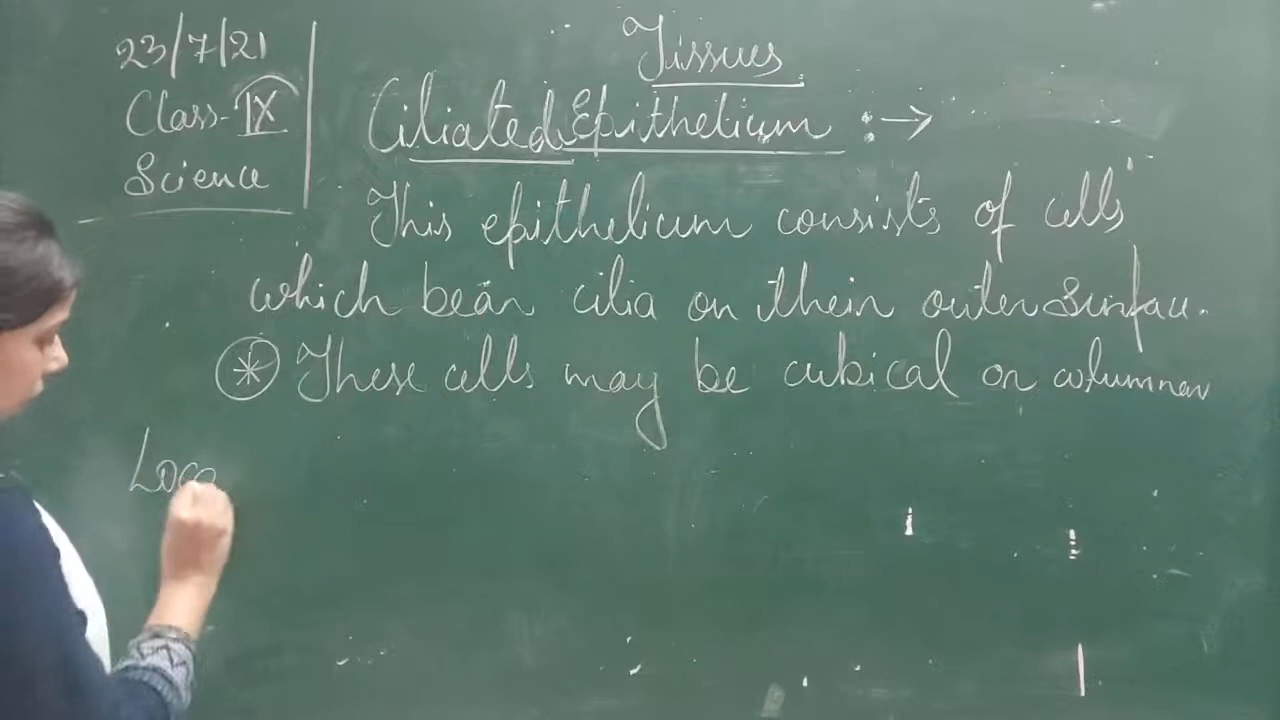 23/7/21
Class-IX
Science
Tissues
Ciliated Epithelium :→
This epithelium consists of cells
which bear cilia on their outer surface.
* These cells may be cubical or columner
Loca